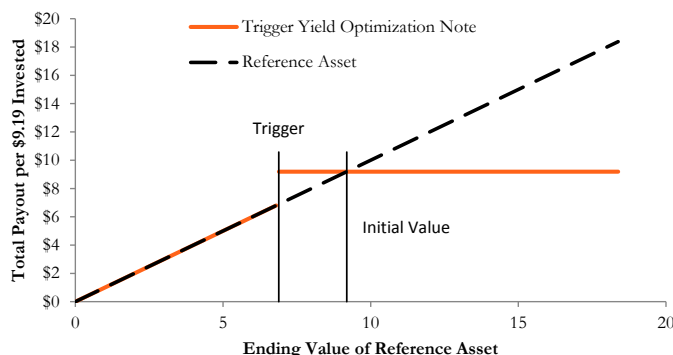 $20
$18
$16
$14
$12
$10
$8
$6
$4
$2
$0
Total Payout per $9.19 Invested
Trigger Yield Optimization Note
Reference Asset
Trigger
Initial Value
0
5
10
15
20
Ending Value of Reference Asset